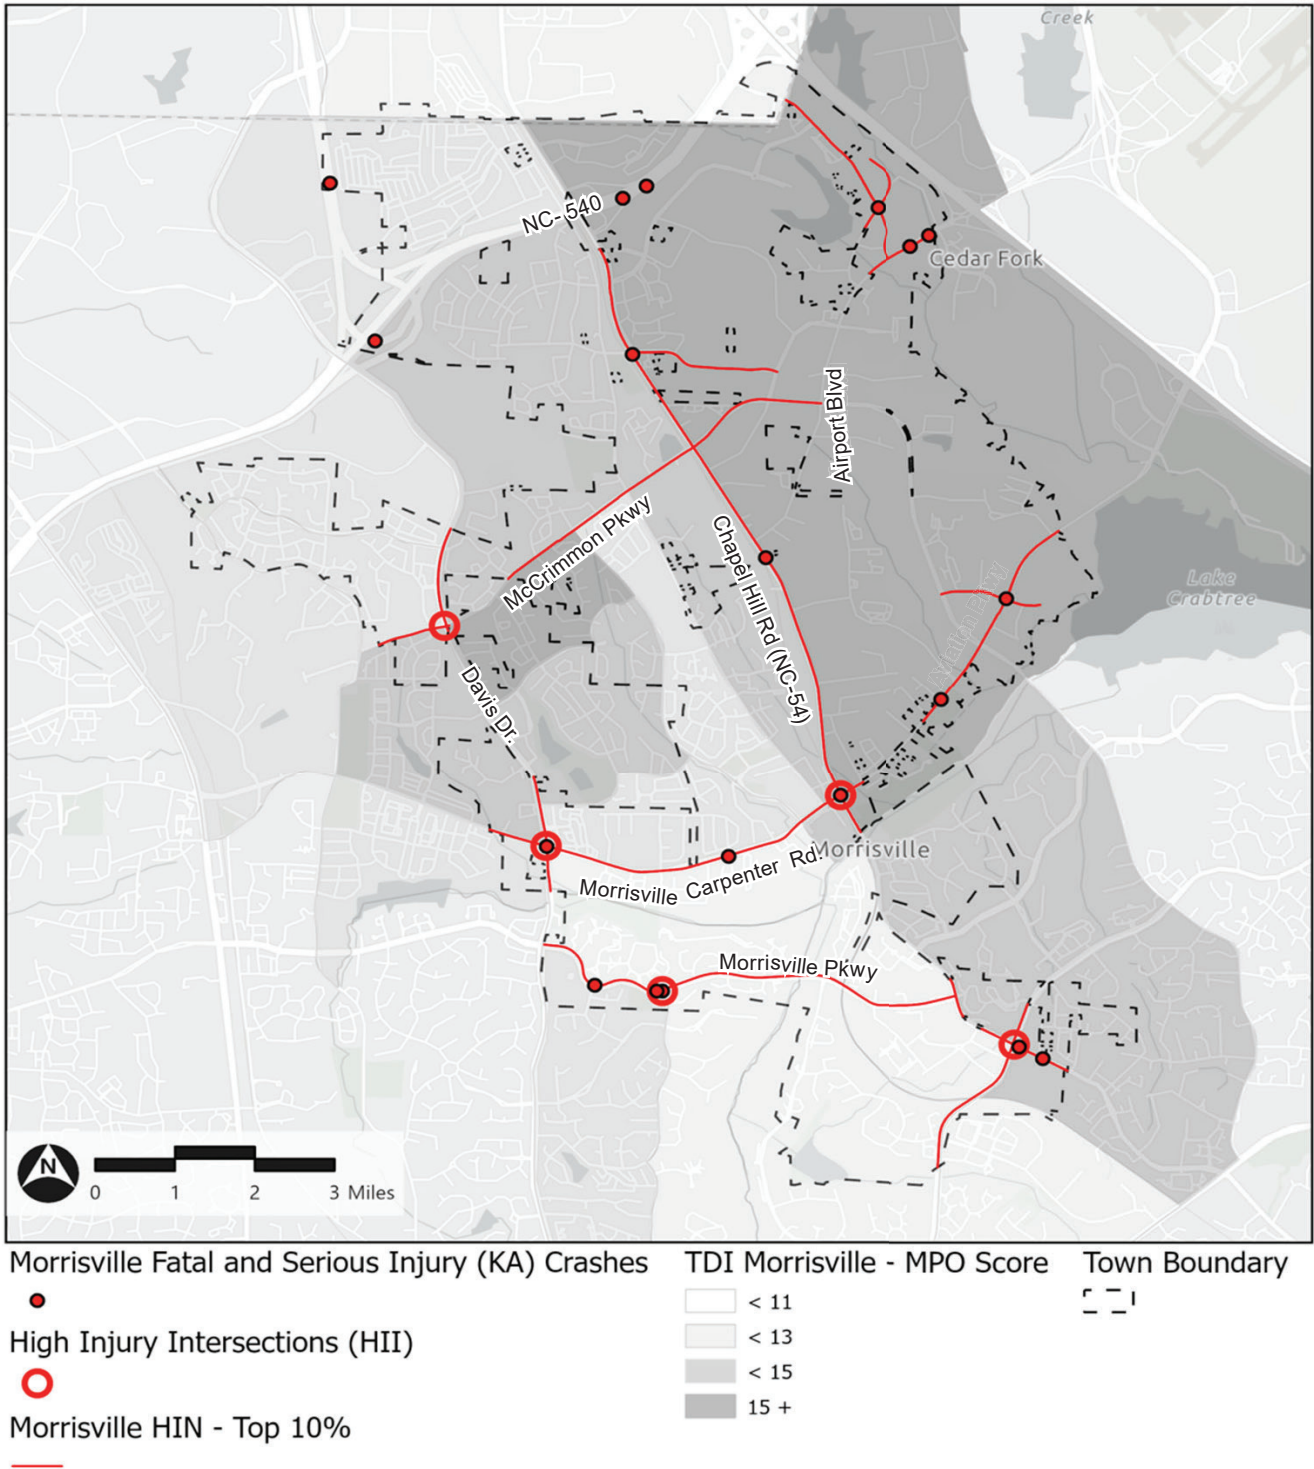 Creek
NC-540
Cedar Fork
Airport Blvd
McCrimmon Pkwy
Chapel Hill Rd (NC-54)
Lake
Crabtree
Davis Dr.
Morrisville Carpenter Rd.
Morrisville
Morrisville Pkwy
N
0 1 2 3 Miles
Morrisville Fatal and Serious Injury (KA) Crashes
High Injury Intersections (HII)
Morrisville HIN - Top 10%
TDI Morrisville - MPO Score
< 11
< 13
< 15
15 +
Town Boundary